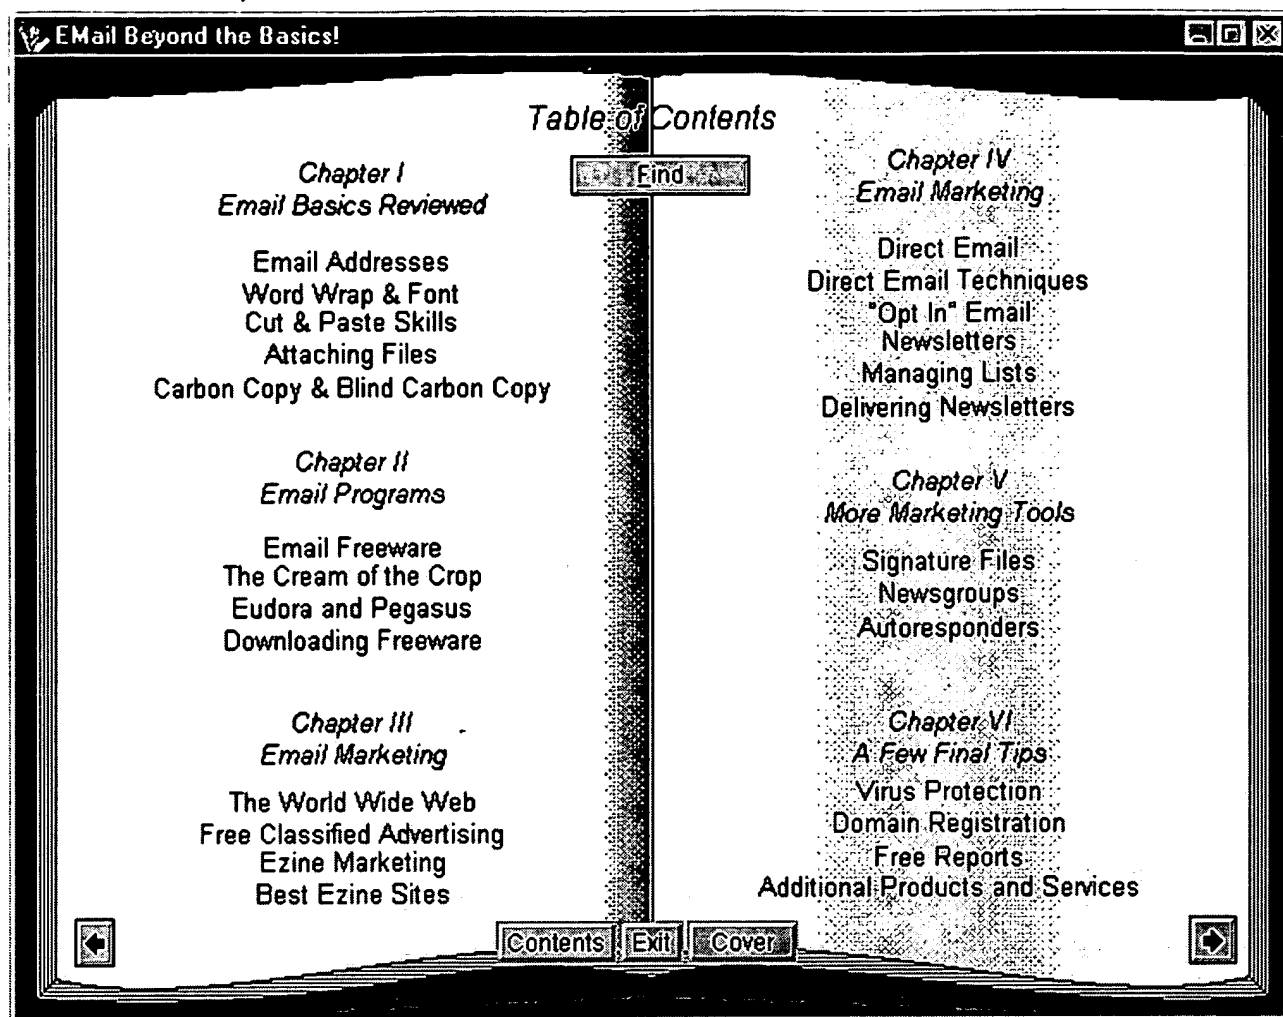 EMail Beyond the Basics!
Table of Contents
Find
Chapter I
Email Basics Reviewed
Email Addresses
Word Wrap & Font
Cut & Paste Skills
Attaching Files
Carbon Copy & Blind Carbon Copy
Chapter II
Email Programs
Email Freeware
The Cream of the Crop
Eudora and Pegasus
Downloading Freeware
Chapter III
Email Marketing
The World Wide Web
Free Classified Advertising
Ezine Marketing
Best Ezine Sites
Chapter IV
Email Marketing
Direct Email
Direct Email Techniques
"Opt In" Email
Newsletters
Managing Lists
Delivering Newsletters
Chapter V
More Marketing Tools
Signature Files
Newsgroups
Autoresponders
Chapter VI
A Few Final Tips
Virus Protection
Domain Registration
Free Reports
Additional Products and Services
Contents Exit Cover